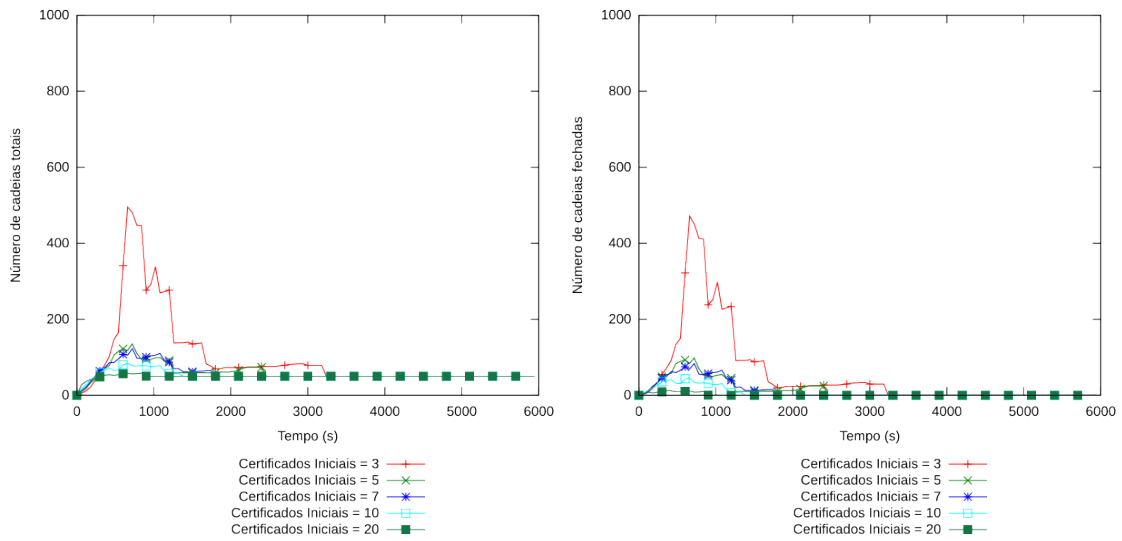 1000
800
600
400
200
0
0 1000 2000 3000 4000 5000 6000
Número de cadeias totais
Tempo (s)
Certificados Iniciais = 3
Certificados Iniciais = 5
Certificados Iniciais = 7
Certificados Iniciais = 10
Certificados Iniciais = 20
1000
800
600
400
200
0
0 1000 2000 3000 4000 5000 6000
Número de cadeias fechadas
Tempo (s)
Certificados Iniciais = 3
Certificados Iniciais = 5
Certificados Iniciais = 7
Certificados Iniciais = 10
Certificados Iniciais = 20